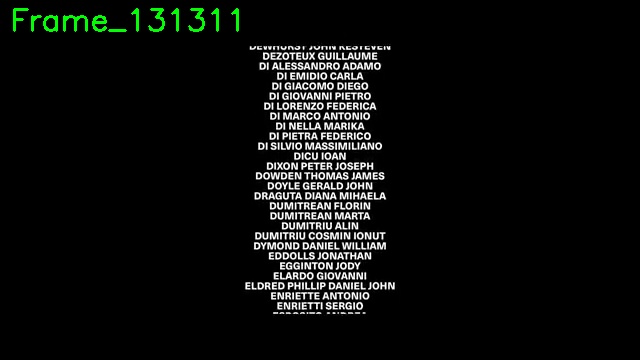 Frame_131311
DEWHURST JOHN KESTEVEN
DEZOTEUX GUILLAUME
DI ALESSANDRO ADAMO
DI EMIDIO CARLA
DI GIACOMO DIEGO
DI GIOVANNI PIETRO
DI LORENZO FEDERICA
DI MARCO ANTONIO
DI NELLA MARIKA
DI PIETRA FEDERICO
DI SILVIO MASSIMILIANO
DICU IOAN
DIXON PETER JOSEPH
DOWDEN THOMAS JAMES
DOYLE GERALD JOHN
DRAGUTA DIANA MIHAELA
DUMITREAN FLORIN
DUMITREAN MARTA
DUMITRIU ALIN
DUMITRIU COSMIN IONUT
DYMOND DANIEL WILLIAM
EDDOLLS JONATHAN
EGGINTON JODY
ELARDO GIOVANNI
ELDRED PHILLIP DANIEL JOHN
ENRIETTE ANTONIO
ENRIETTI SERGIO